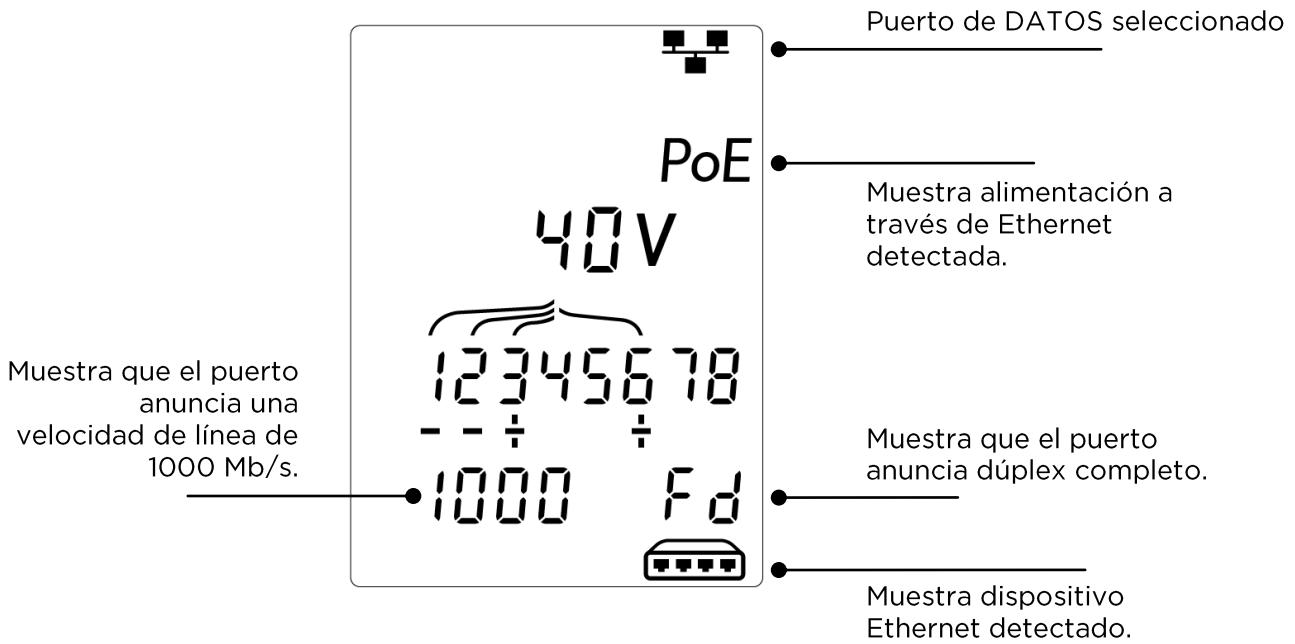 Puerto de DATOS seleccionado
PoE
Muestra alimentación a
través de Ethernet
detectada.
40V
12345678
- - ÷ ÷
Muestra que el puerto
anuncia una
velocidad de línea de
1000 Mb/s.
1000 Fd
Muestra que el puerto
anuncia dúplex completo.
Muestra dispositivo
Ethernet detectado.